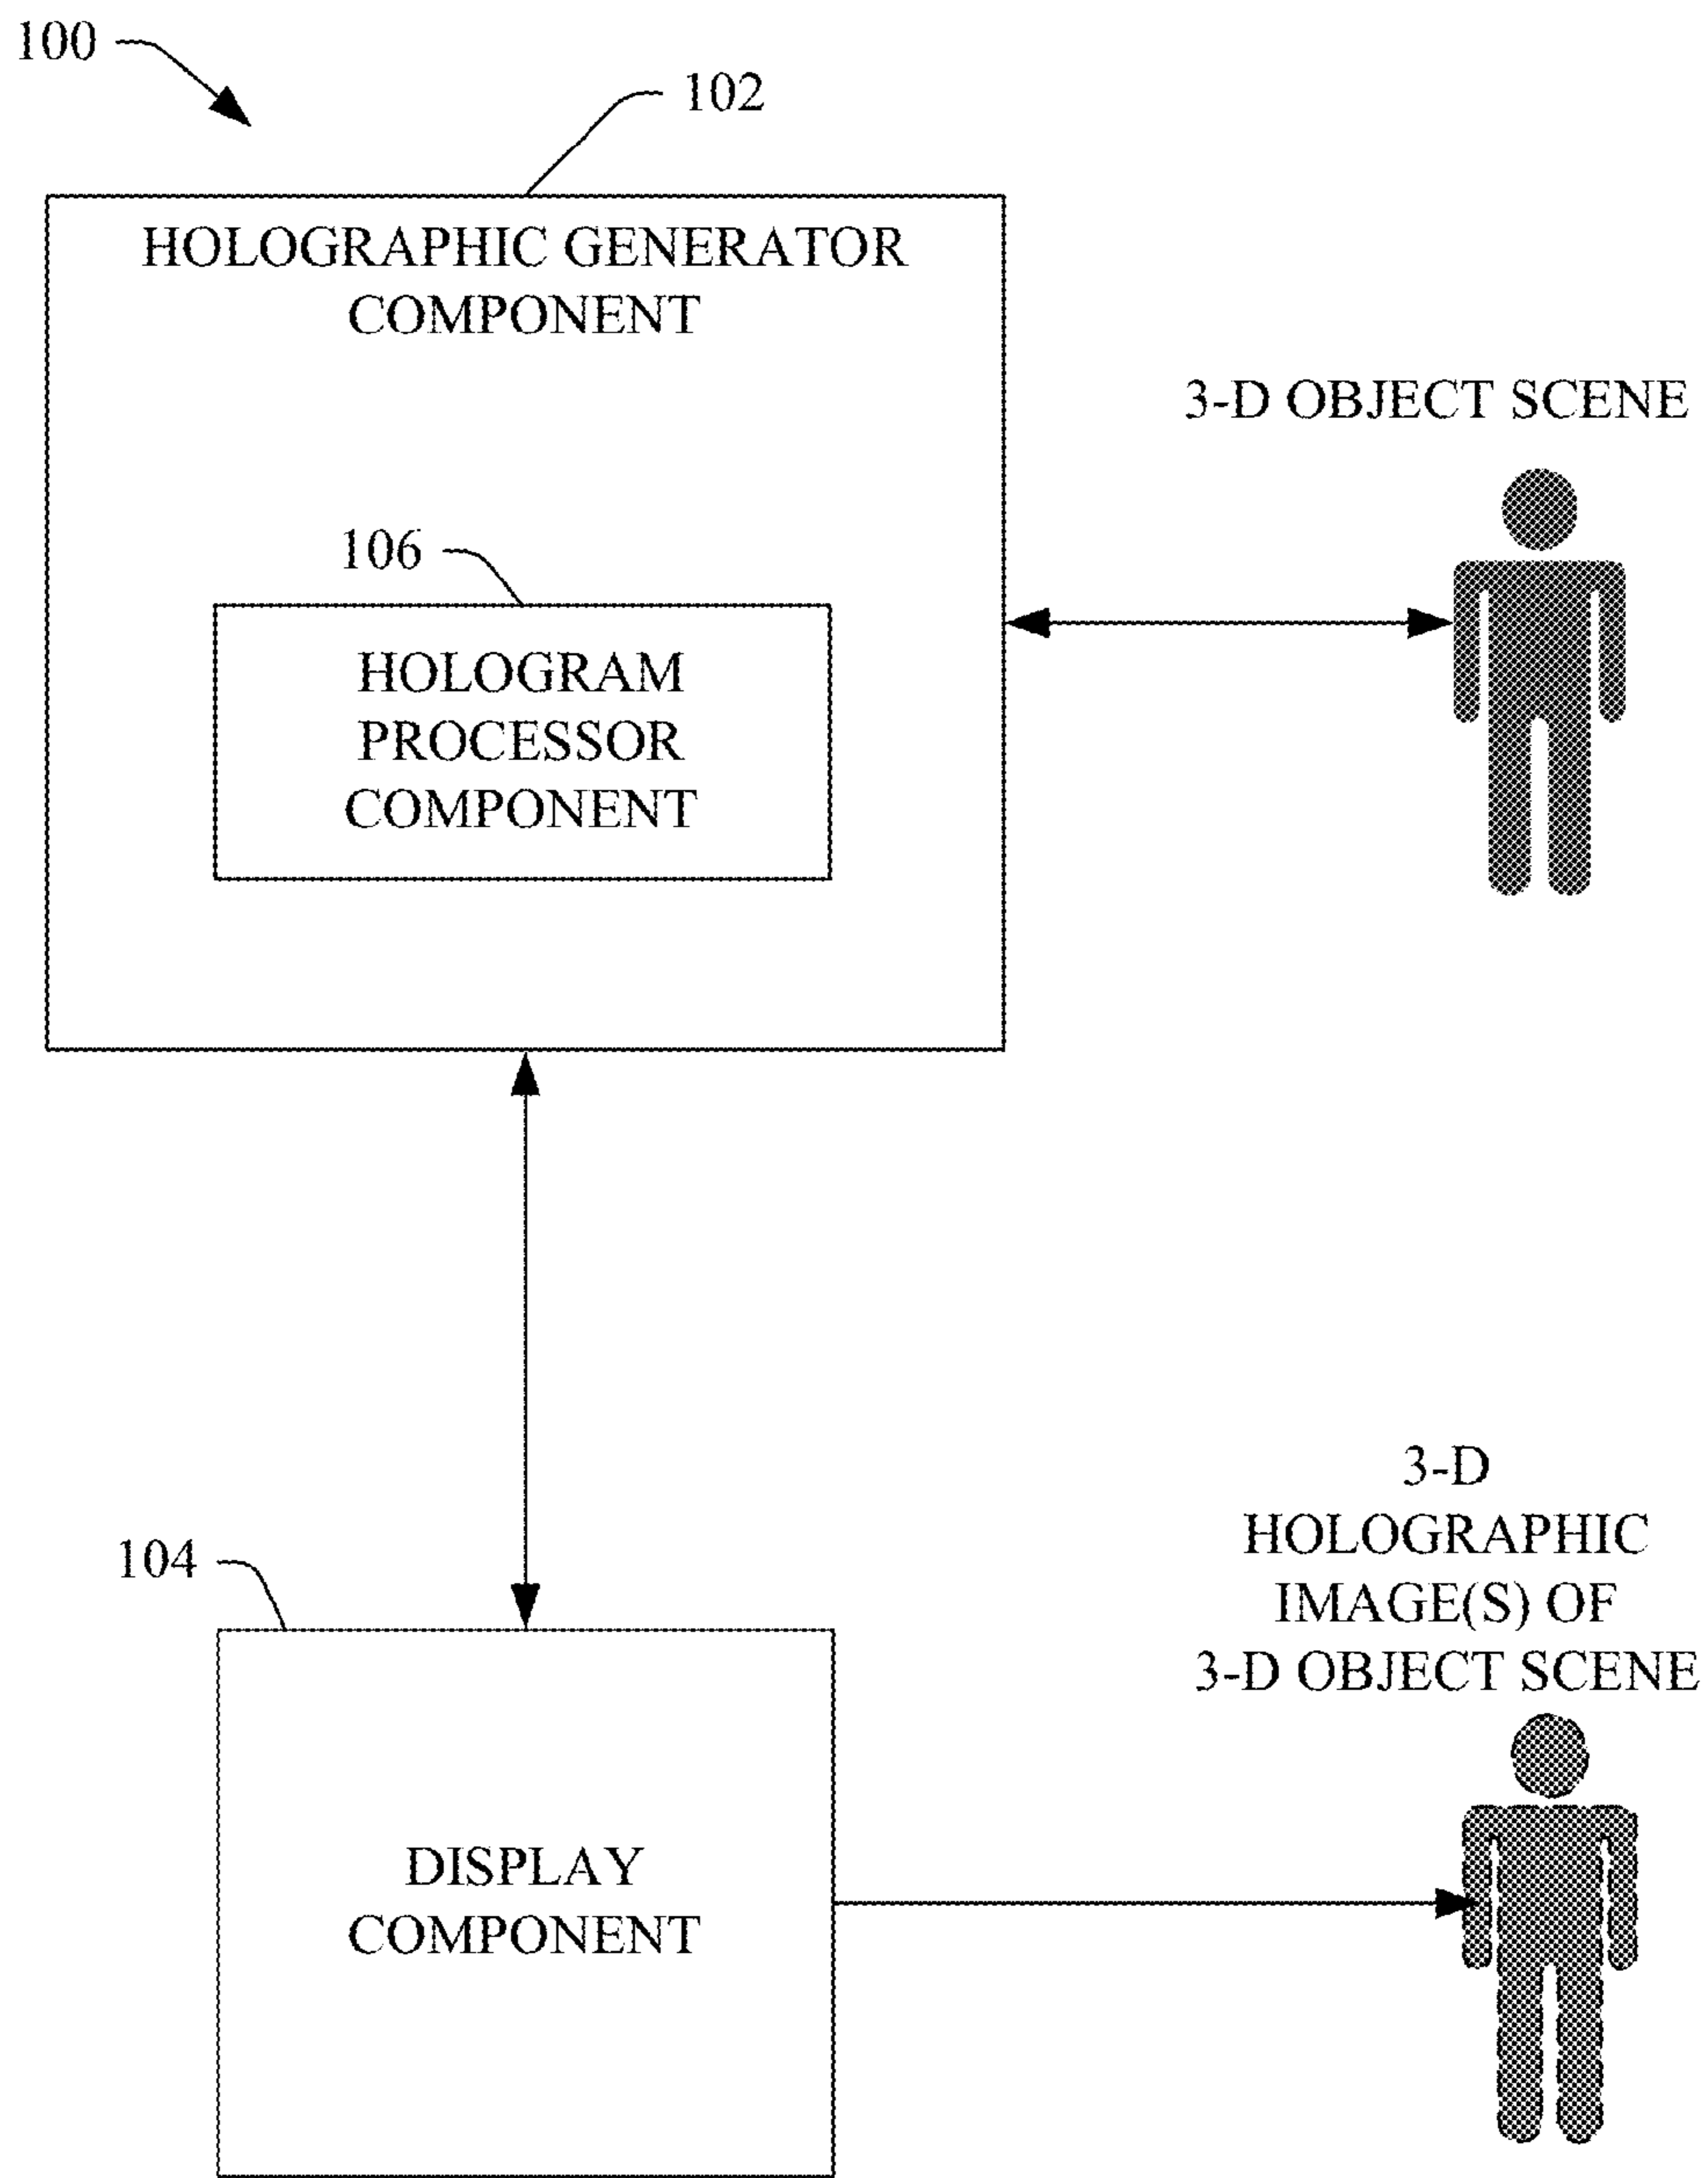 100
102
HOLOGRAPHIC GENERATOR
COMPONENT
3-D OBJECT SCENE
106
HOLOGRAM
PROCESSOR
COMPONENT
3-D
HOLOGRAPHIC
IMAGE(S) OF
3-D OBJECT SCENE
104
DISPLAY
COMPONENT